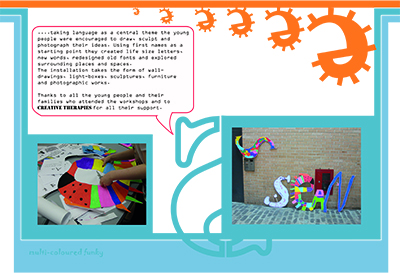 ....taking language as a central theme the young
people were encouraged to draw, sculpt and
photograph their ideas. Using first names as a
starting point they created life size letters,
new words, redesigned old fonts and explored
surrounding places and spaces.
The installation takes the form of wall-
drawings, light-boxes, sculptures, furniture
and photographic works.
Thanks to all the young people and their
families who attended the workshops and to
CREATIVE THERAPIES for all their support.
SEAN
multi-coloured funky